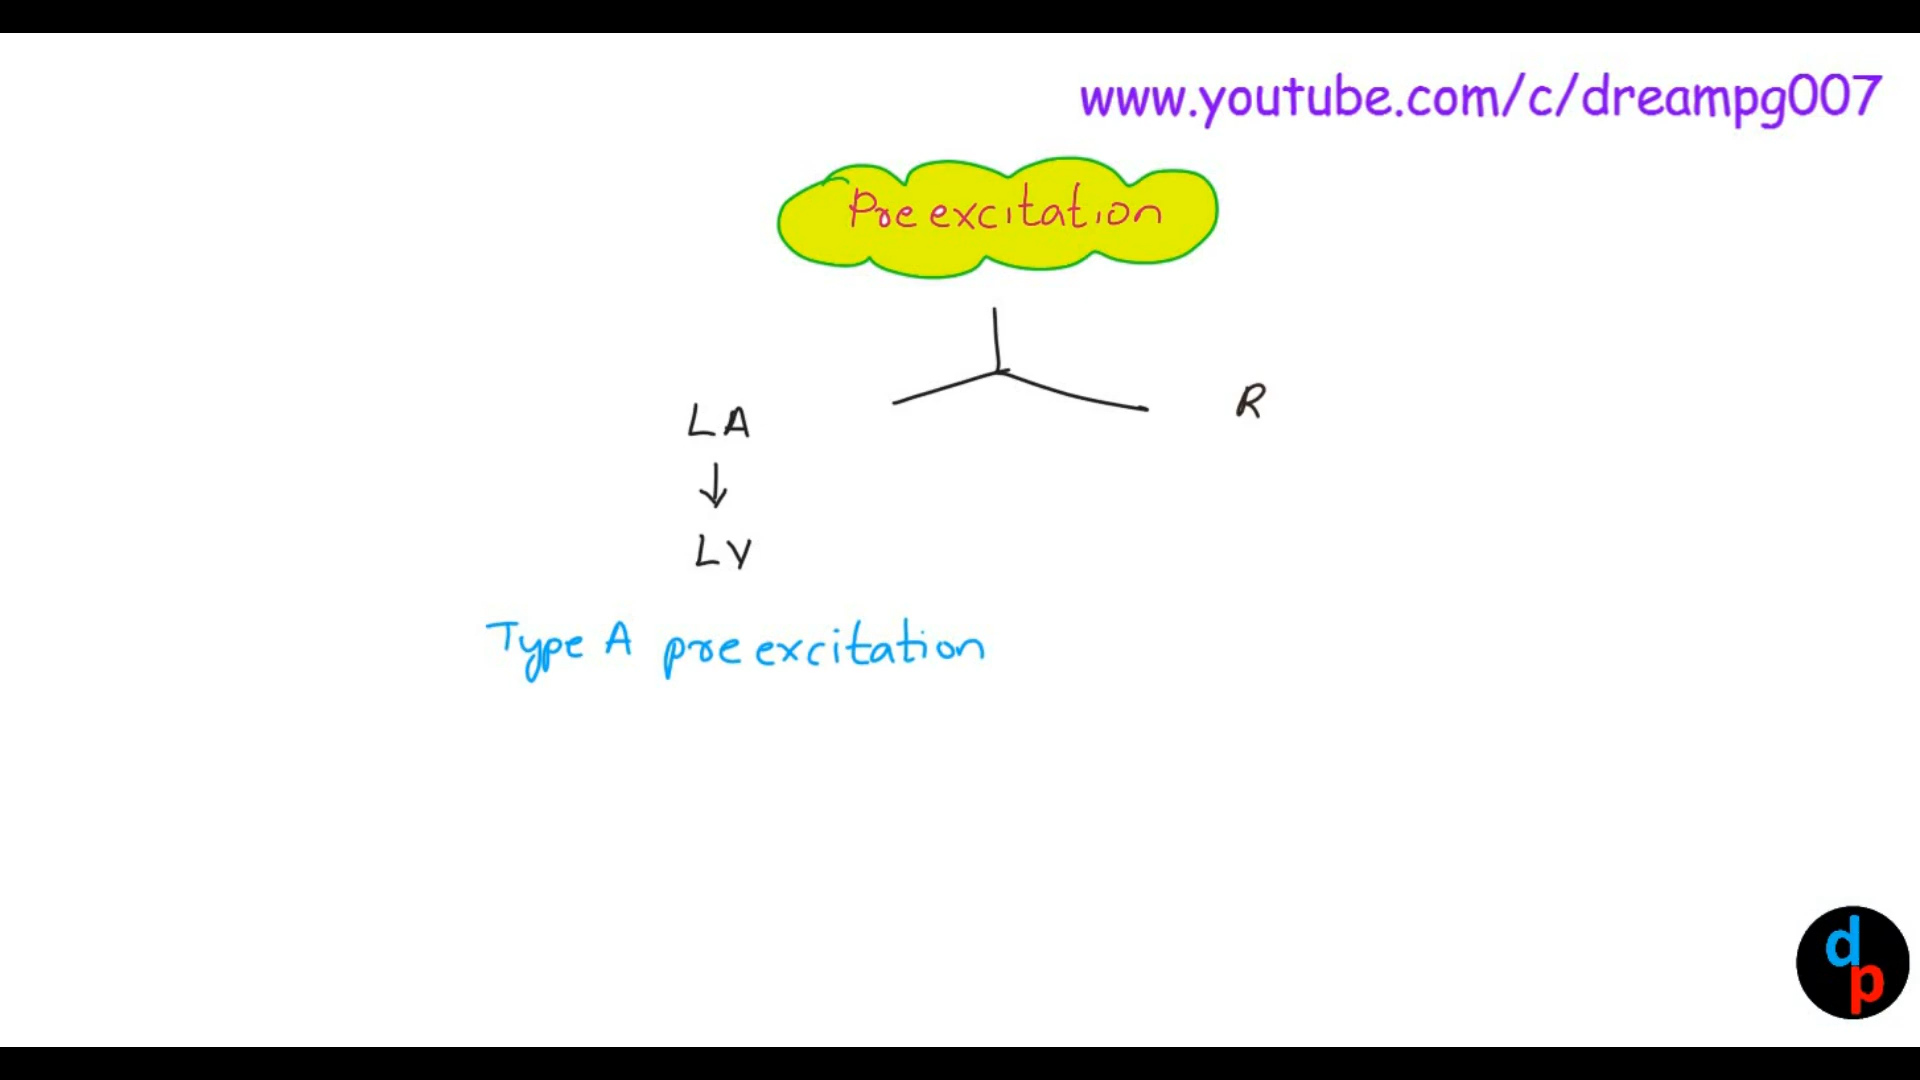 www.youtube.com/c/dreampg007
Pre excitation
LA
R
↓
LV
Type A pre excitation
dp